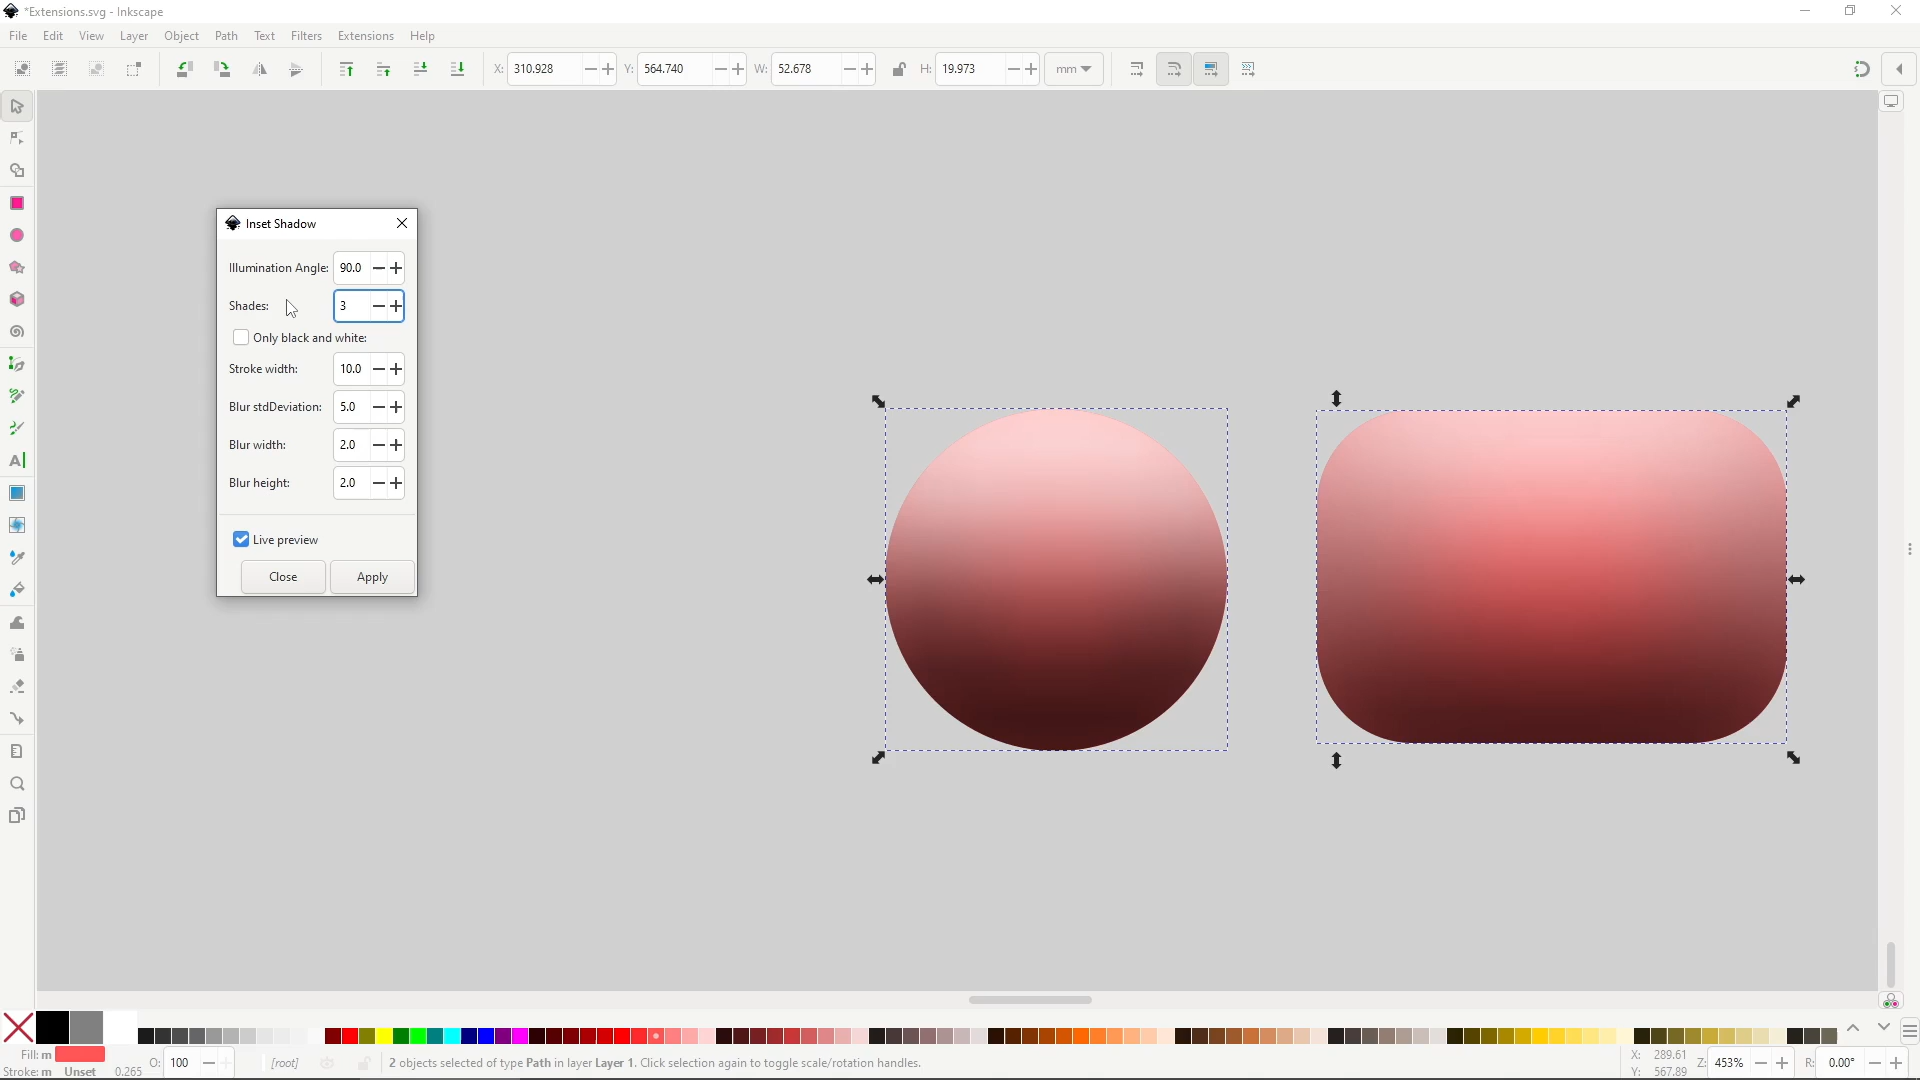 *Extensions.svg - Inkscape
File Edit View Layer Object Path Text Filters Extensions Help
X: 310.928 Y: 564.740 W: 52.678 H: 19.973 mm
Inset Shadow
Illumination Angle: 90.0
Shades: 3
Only black and white:
Stroke width: 10.0
Blur stdDeviation: 5.0
Blur width: 2.0
Blur height: 2.0
Live preview
Close Apply
Fill: m
Stroke: m Unset 0.265 O: 100 [root] 2 objects selected of type Path in layer Layer 1. Click selection again to toggle scale/rotation handles.
X: 289.61
Y: 567.89 Z: 453% R: 0.00°